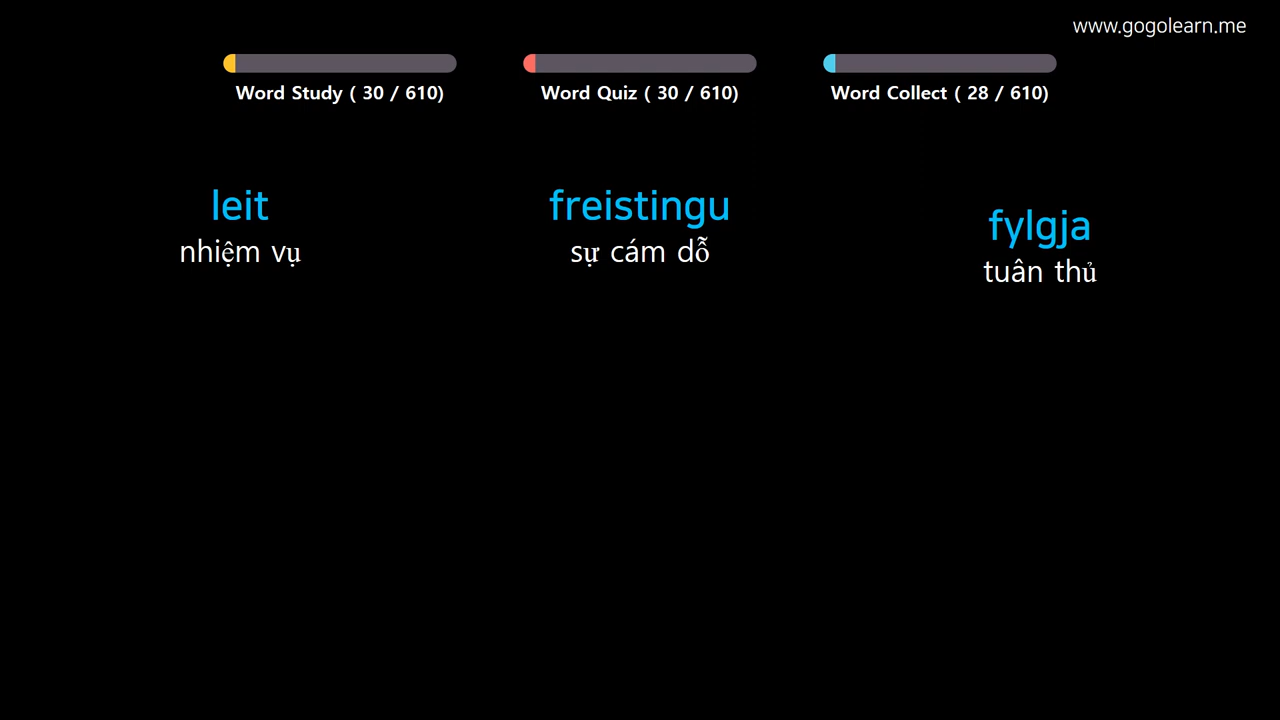 www.gogolearn.me
Word Study ( 30 / 610)
Word Quiz ( 30 / 610)
Word Collect ( 28 / 610)
leit
nhiệm vụ
freistingu
sự cám dỗ
fylgja
tuân thủ